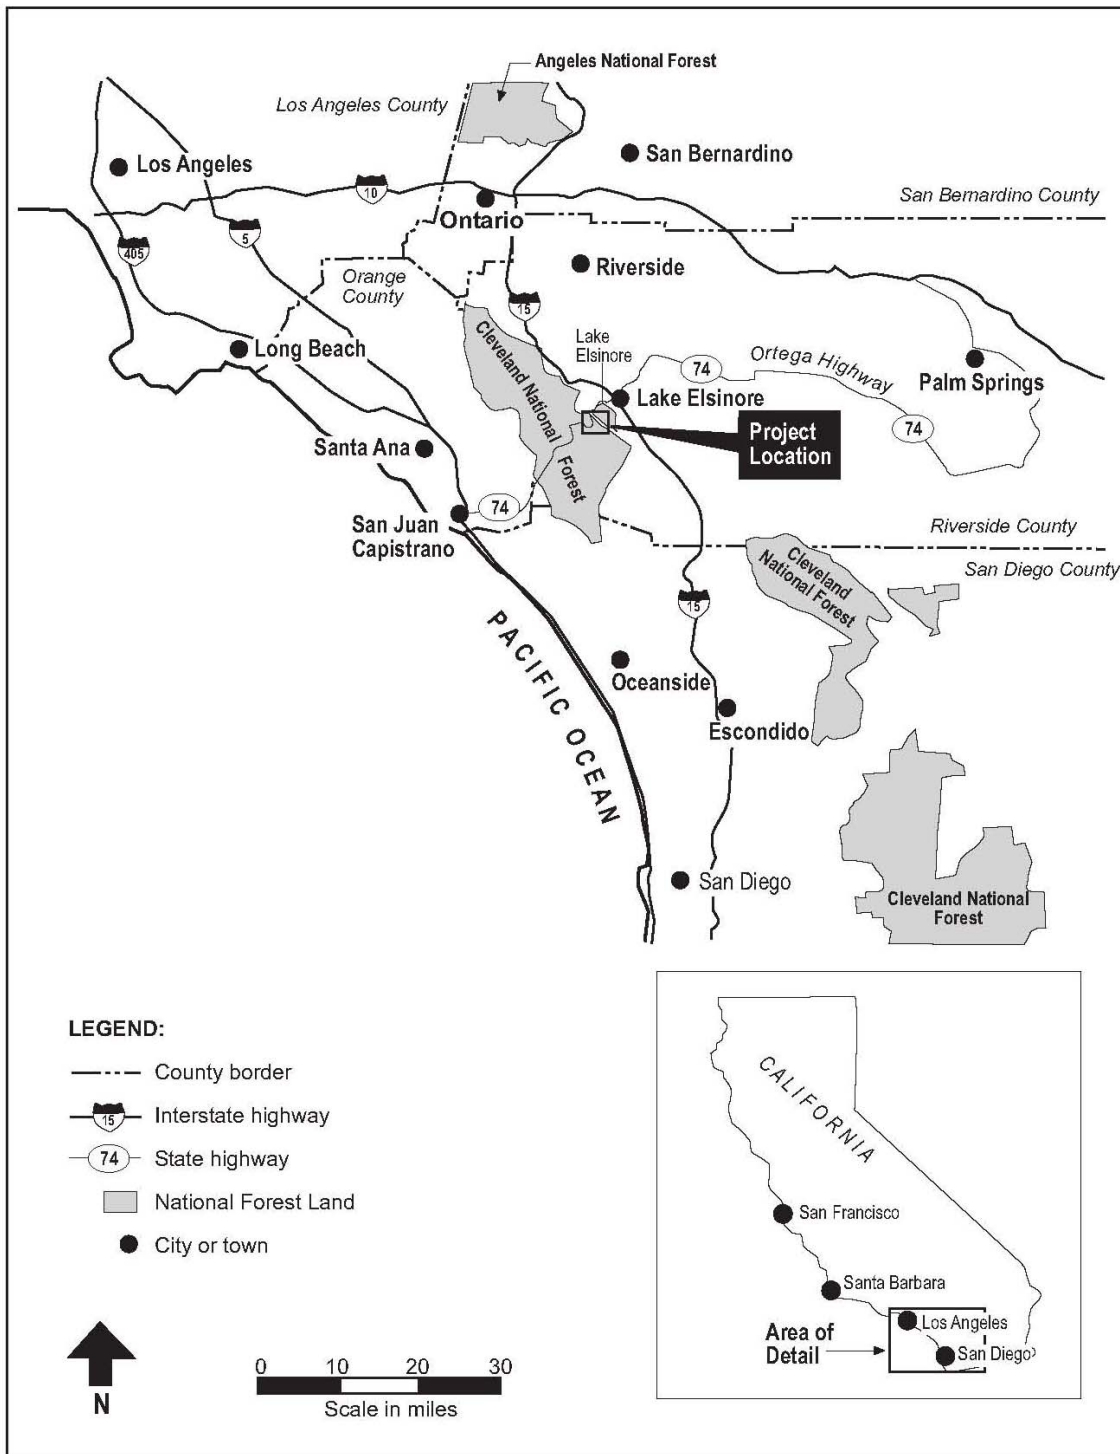 Angeles National Forest
Los Angeles County
Los Angeles
San Bernardino
10
San Bernardino County
Ontario
5
405
Orange
County
Riverside
15
Lake
Elsinore
Cleveland National
Forest
Long Beach
74
Ortega Highway
Palm Springs
Lake Elsinore
Project
Location
74
Santa Ana
74
San Juan
Capistrano
Riverside County
San Diego County
Cleveland
National Forest
15
PACIFIC OCEAN
Oceanside
Escondido
San Diego
Cleveland National
Forest
LEGEND:
County border
15
Interstate highway
74
State highway
National Forest Land
City or town
N
0 10 20 30
Scale in miles
CALIFORNIA
San Francisco
Santa Barbara
Los Angeles
Area of
Detail
San Diego